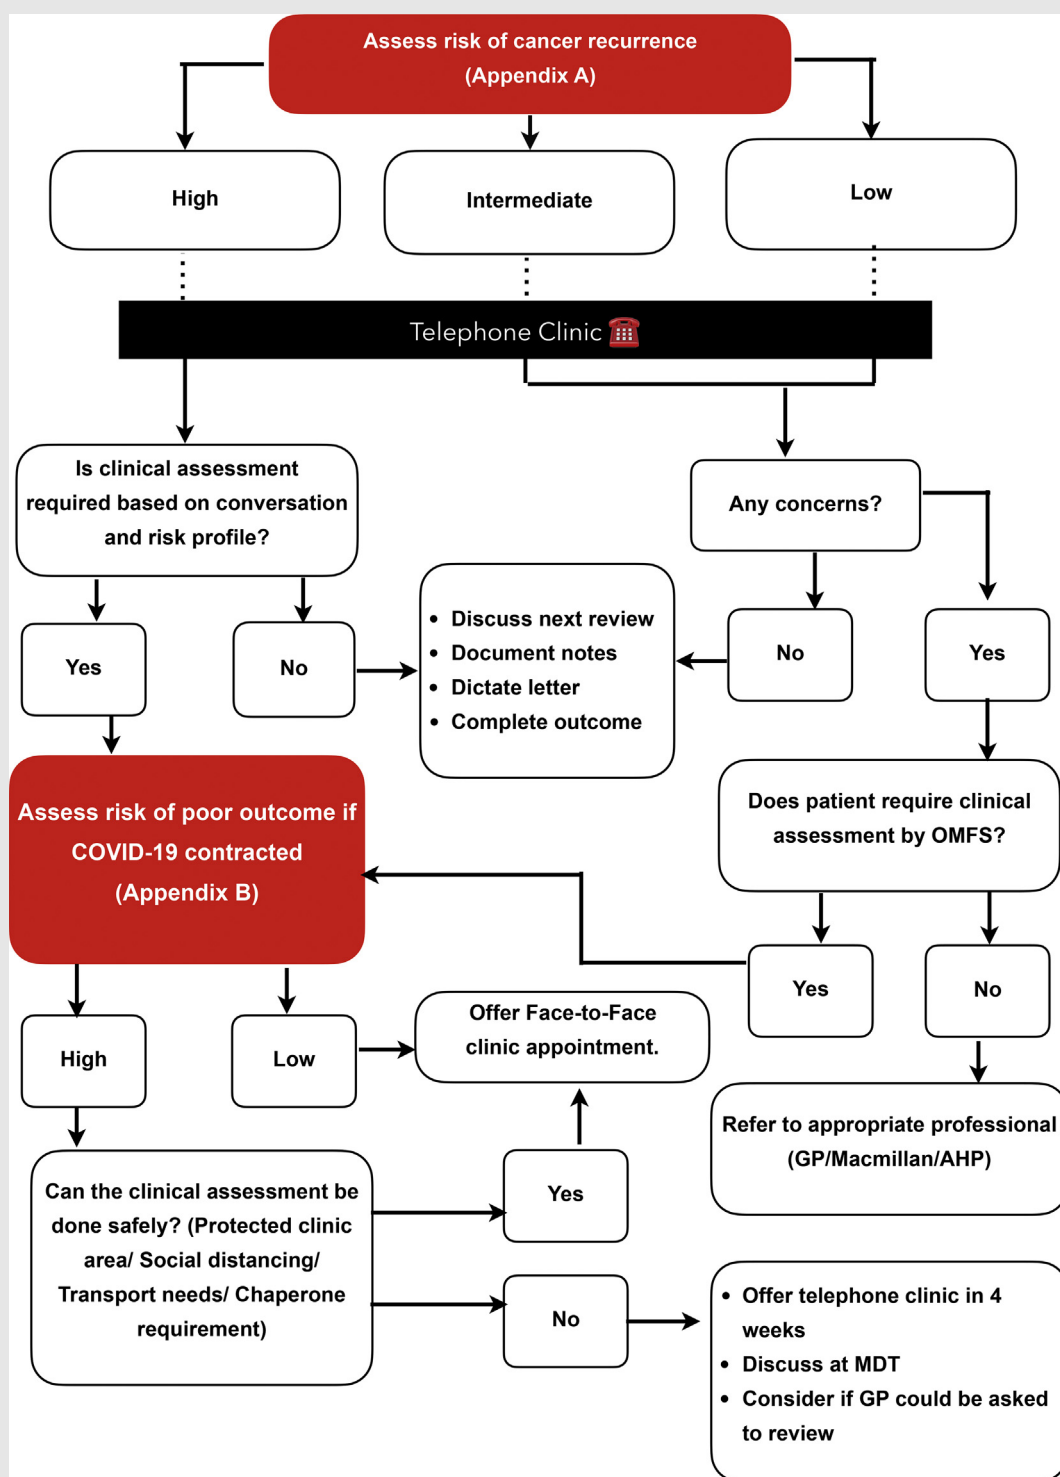 Assess risk of cancer recurrence
(Appendix A)
High
Intermediate
Low
Telephone Clinic
Is clinical assessment
required based on conversation
and risk profile?
Any concerns?
Yes
No
• Discuss next review
• Document notes
• Dictate letter
• Complete outcome
No
Yes
Assess risk of poor outcome if
COVID-19 contracted
(Appendix B)
Does patient require clinical
assessment by OMFS?
Yes
No
High
Low
Offer Face-to-Face
clinic appointment.
Refer to appropriate professional
(GP/Macmillan/AHP)
Can the clinical assessment be
done safely? (Protected clinic
area/ Social distancing/
Transport needs/ Chaperone
requirement)
Yes
No
• Offer telephone clinic in 4
weeks
• Discuss at MDT
• Consider if GP could be asked
to review